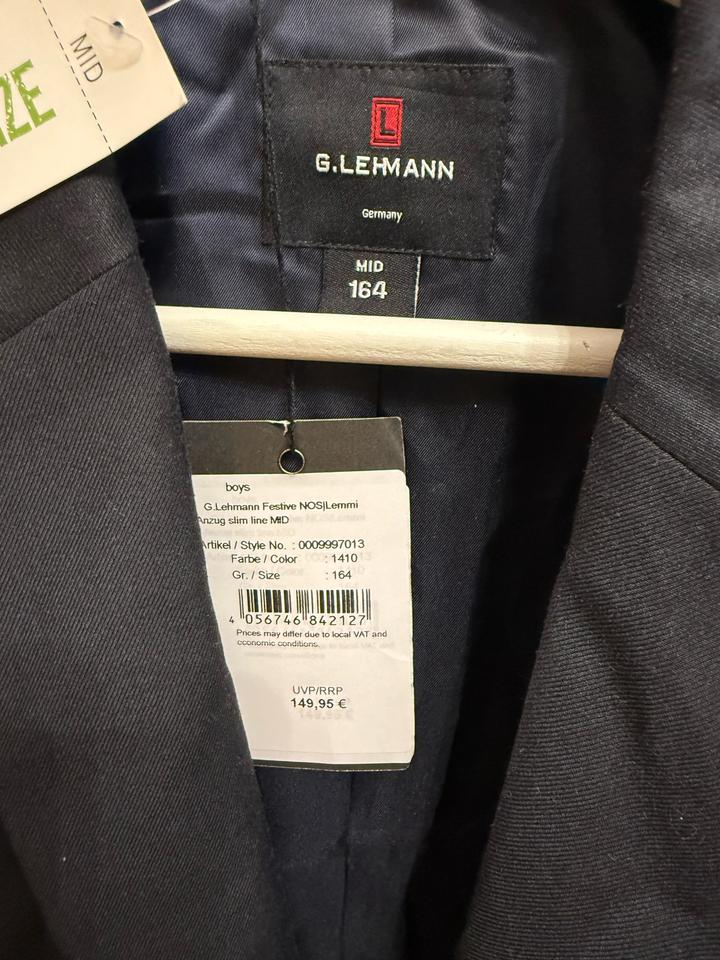 MID
ZE
L
G.LEHMANN
Germany
MID
164
boys
G.Lehmann Festive NOS|Lemmi
Anzug slim line MID
Artikel / Style No. : 0009997013
Farbe / Color : 1410
Gr. / Size : 164
4 056746 842127
Prices may differ due to local VAT and
economic conditions.
UVP/RRP
149,95 €